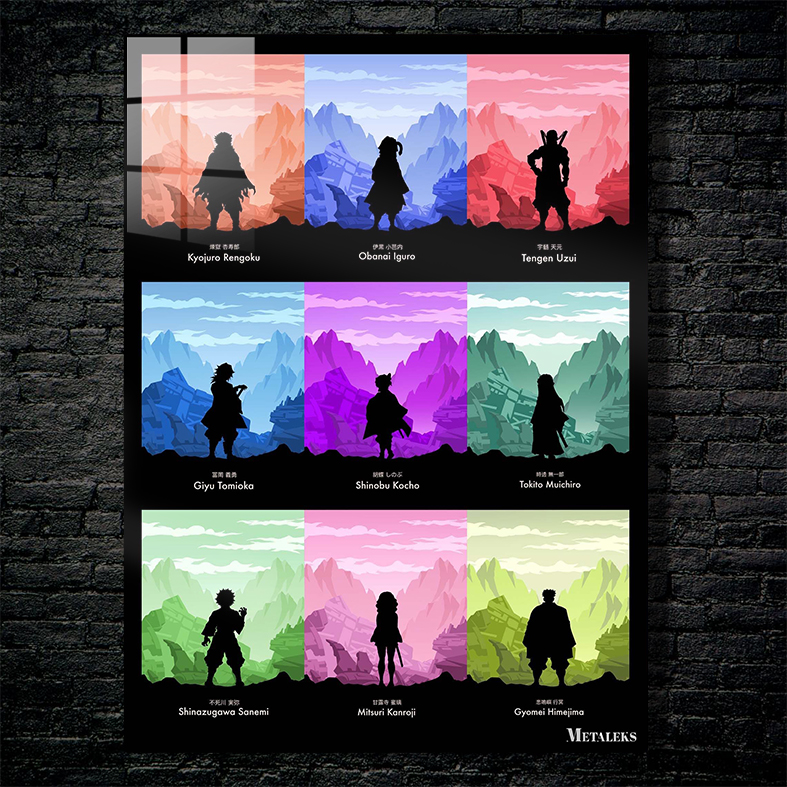 煉獄 杏寿郎
Kyojuro Rengoku
伊黒 小芭内
Obanai Iguro
宇髄 天元
Tengen Uzui
冨岡 義勇
Giyu Tomioka
胡蝶 しのぶ
Shinobu Kocho
時透 無一郎
Tokito Muichiro
不死川 実弥
Shinazugawa Sanemi
甘露寺 蜜璃
Mitsuri Kanroji
悲鳴嶼 行冥
Gyomei Himejima
METALEKS